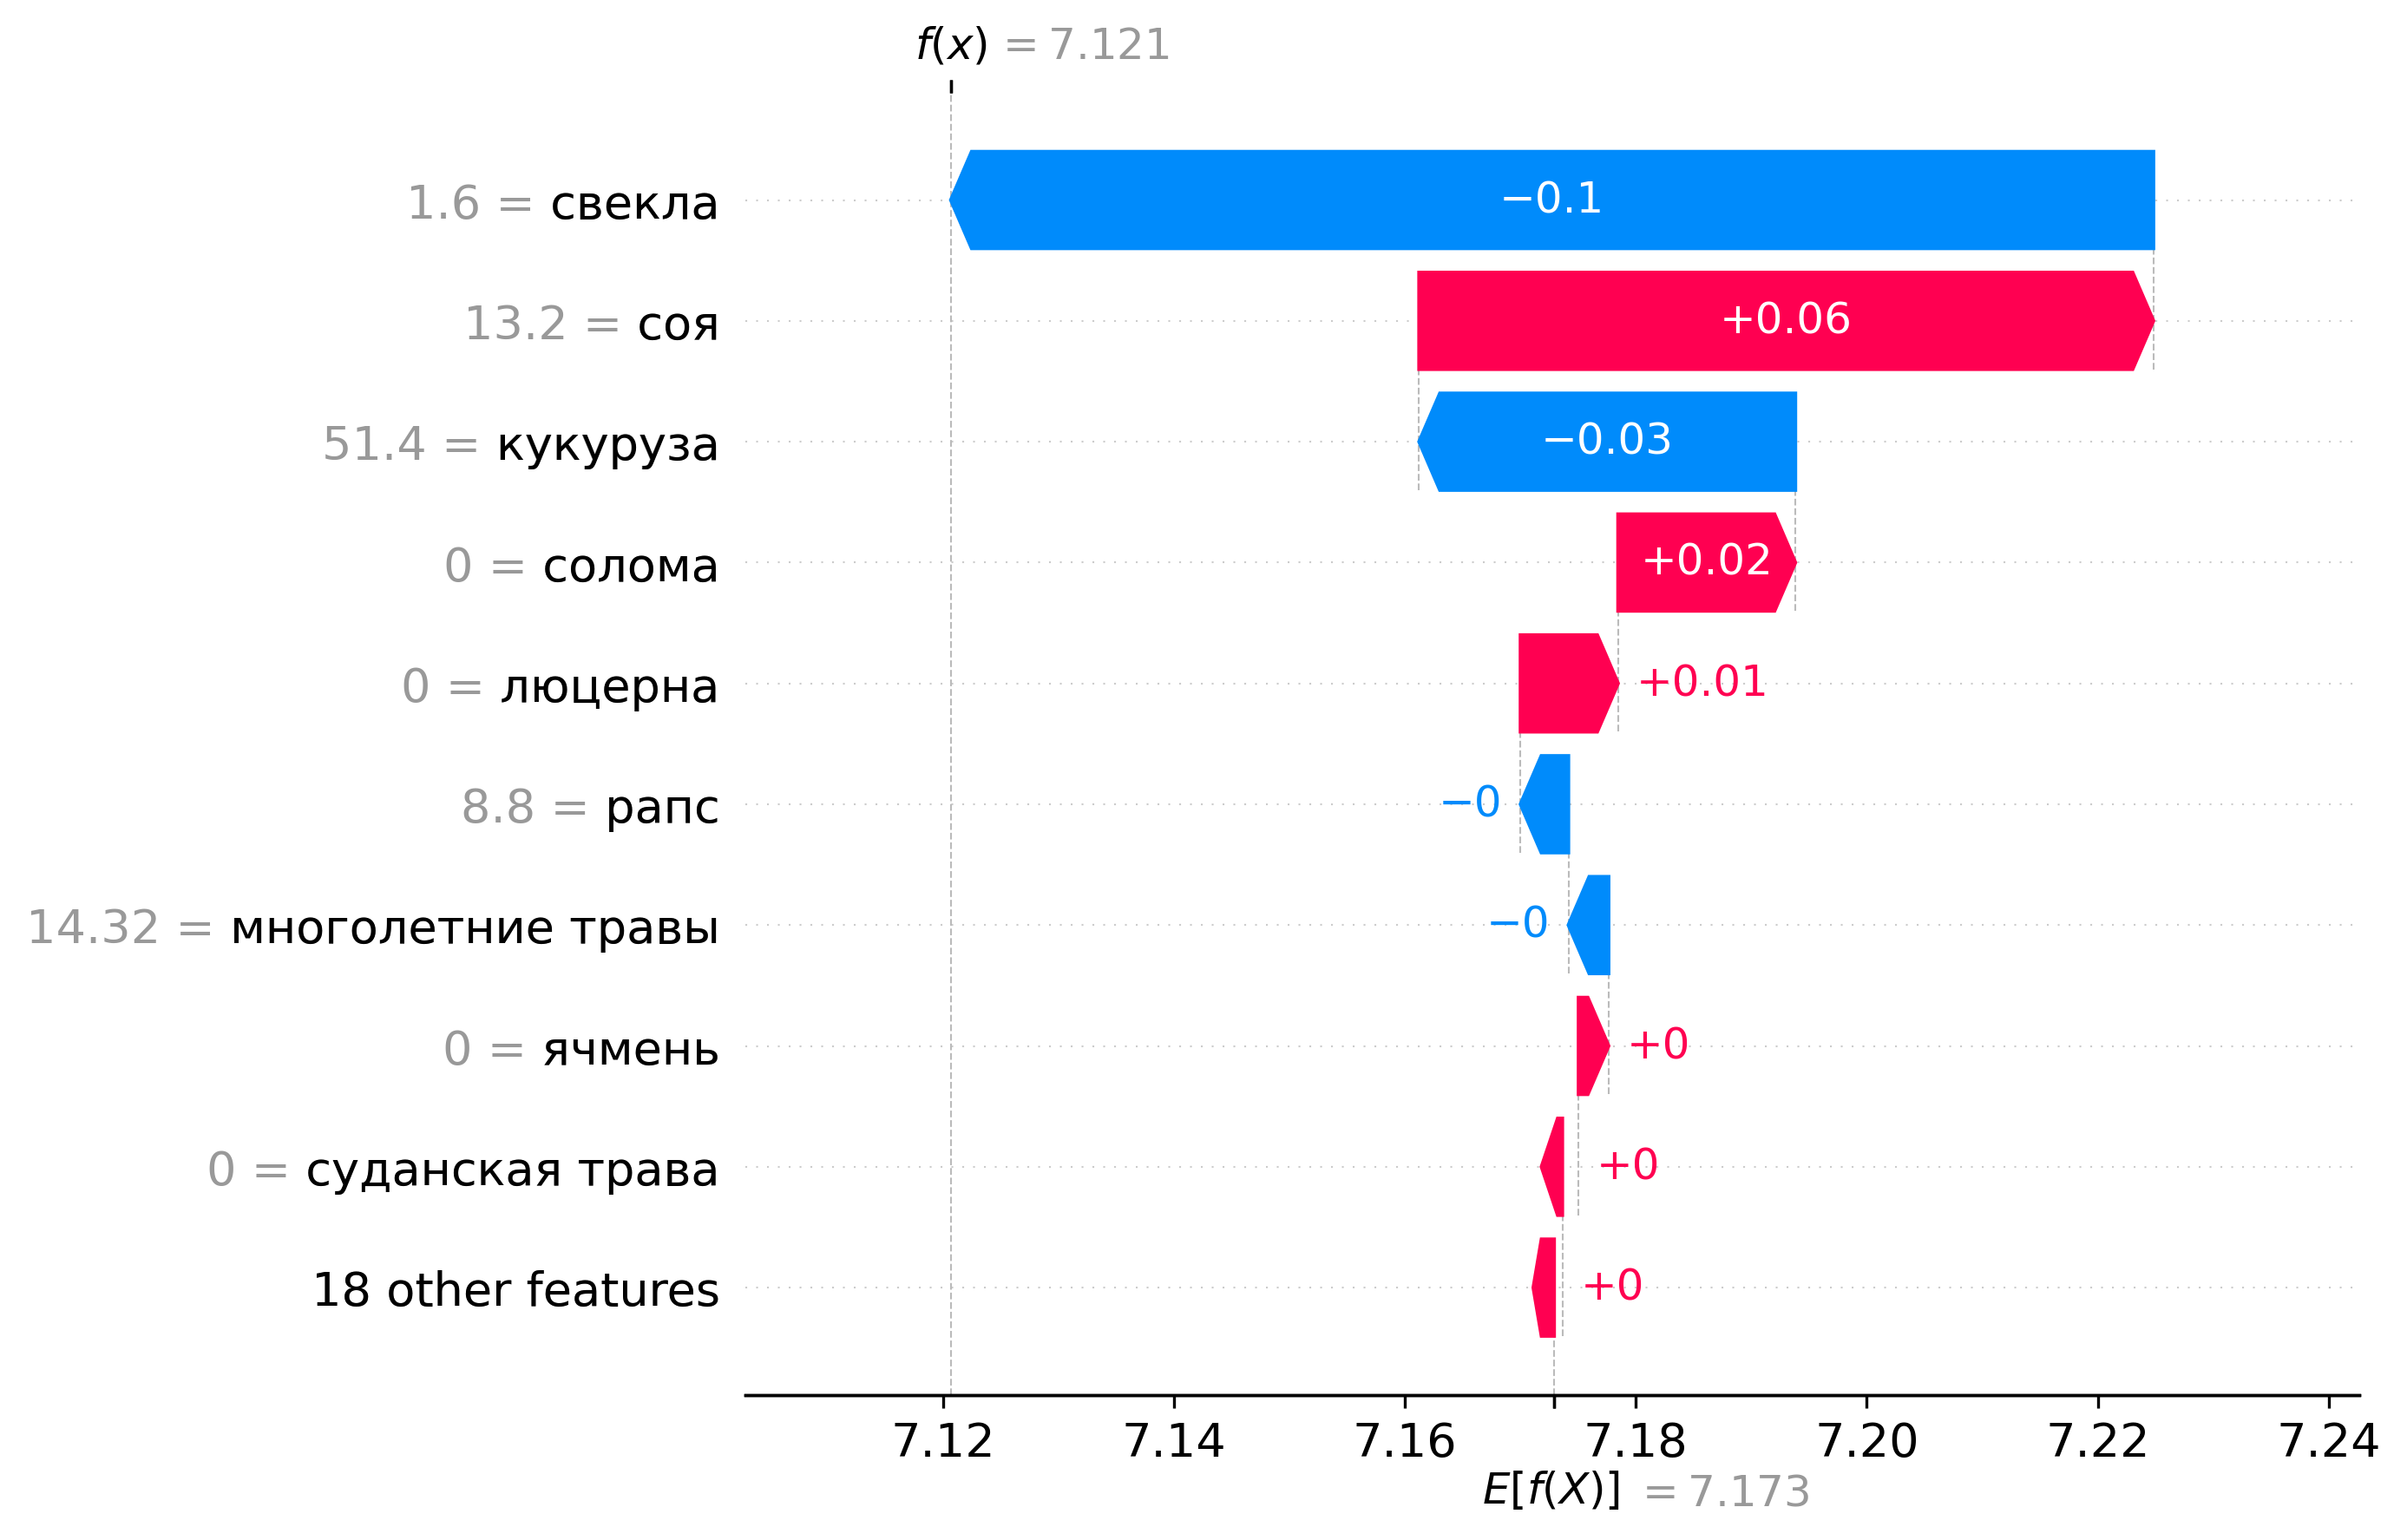 f(x) = 7.121
1.6 = свекла −0.1
13.2 = соя +0.06
51.4 = кукуруза −0.03
0 = солома +0.02
0 = люцерна +0.01
8.8 = рапс −0
14.32 = многолетние травы −0
0 = ячмень +0
0 = суданская трава +0
18 other features +0
7.12 7.14 7.16 7.18 7.20 7.22 7.24
E[f(X)] = 7.173